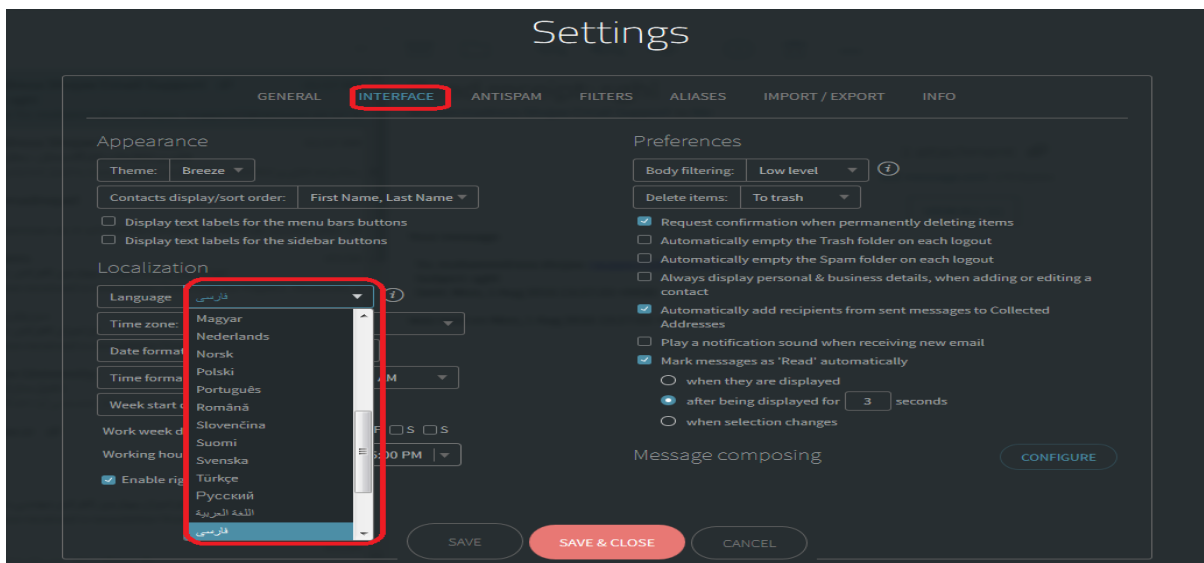 Settings
GENERAL INTERFACE ANTISPAM FILTERS ALIASES IMPORT / EXPORT INFO
Appearance
Theme: Breeze
Contacts display/sort order: First Name, Last Name
Display text labels for the menu bars buttons
Display text labels for the sidebar buttons
Localization
Language فارسی
Magyar
Time zone:
Nederlands
Norsk
Date format
Polski
Time forma AM
Português
Week start d
Română
Slovenčina
Work week d F S S
Suomi
Working hou 5:00 PM
Svenska
Türkçe
Enable rig
Русский
اللغة العربية
فارسی
Preferences
Body filtering: Low level
Delete items: To trash
Request confirmation when permanently deleting items
Automatically empty the Trash folder on each logout
Automatically empty the Spam folder on each logout
Always display personal & business details, when adding or editing a
contact
Automatically add recipients from sent messages to Collected
Addresses
Play a notification sound when receiving new email
Mark messages as 'Read' automatically
when they are displayed
after being displayed for 3 seconds
when selection changes
Message composing CONFIGURE
SAVE SAVE & CLOSE CANCEL